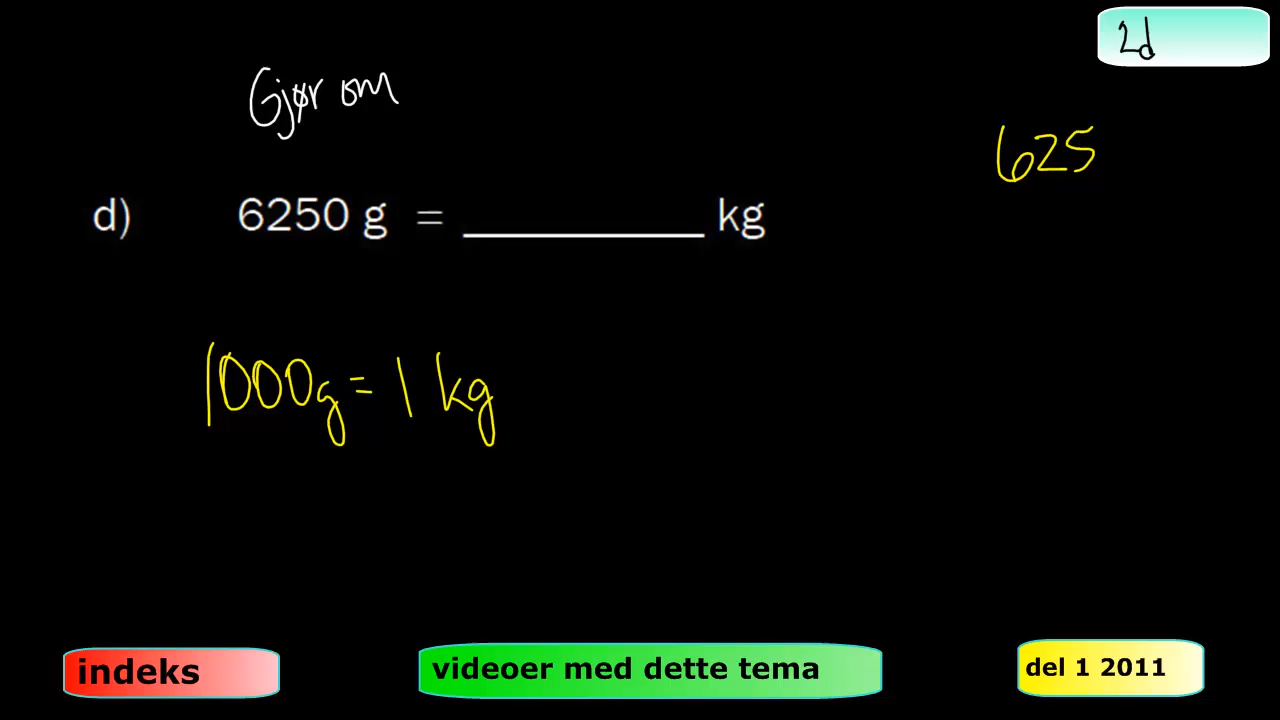 2d
Gjør om
625
d) 6250 g = __________ kg
1000g = 1 kg
indeks
videoer med dette tema
del 1 2011